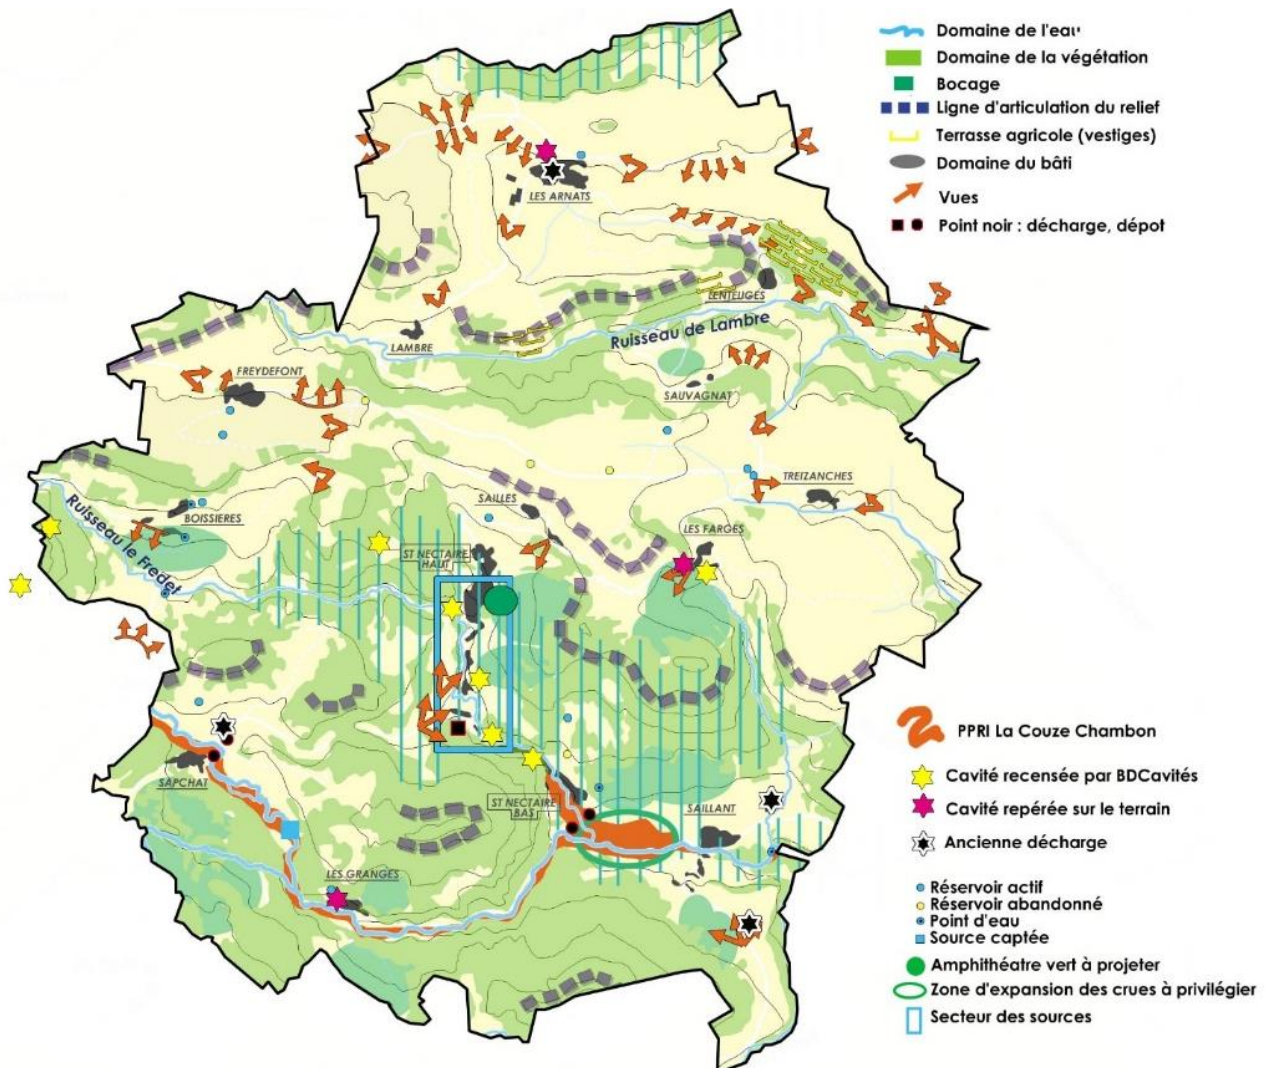 Domaine de l'eau
Domaine de la végétation
Bocage
Ligne d'articulation du relief
Terrasse agricole (vestiges)
Domaine du bâti
Vues
Point noir : décharge, dépot
LES ARNATS
LENTEUGES
Ruisseau de Lambre
LAMBRE
FREYDEFONT
SAUVAGNAT
TREIZANCHES
SAILLES
BOISSIERES
Ruisseau le Fredet
LES FARGES
ST NECTAIRE
HAUT
SAPCHAT
ST NECTAIRE
BAS
SAILLANT
LES GRANGES
PPRI La Couze Chambon
Cavité recensée par BDCavités
Cavité repérée sur le terrain
Ancienne décharge
Réservoir actif
Réservoir abandonné
Point d'eau
Source captée
Amphithéatre vert à projeter
Zone d'expansion des crues à privilégier
Secteur des sources